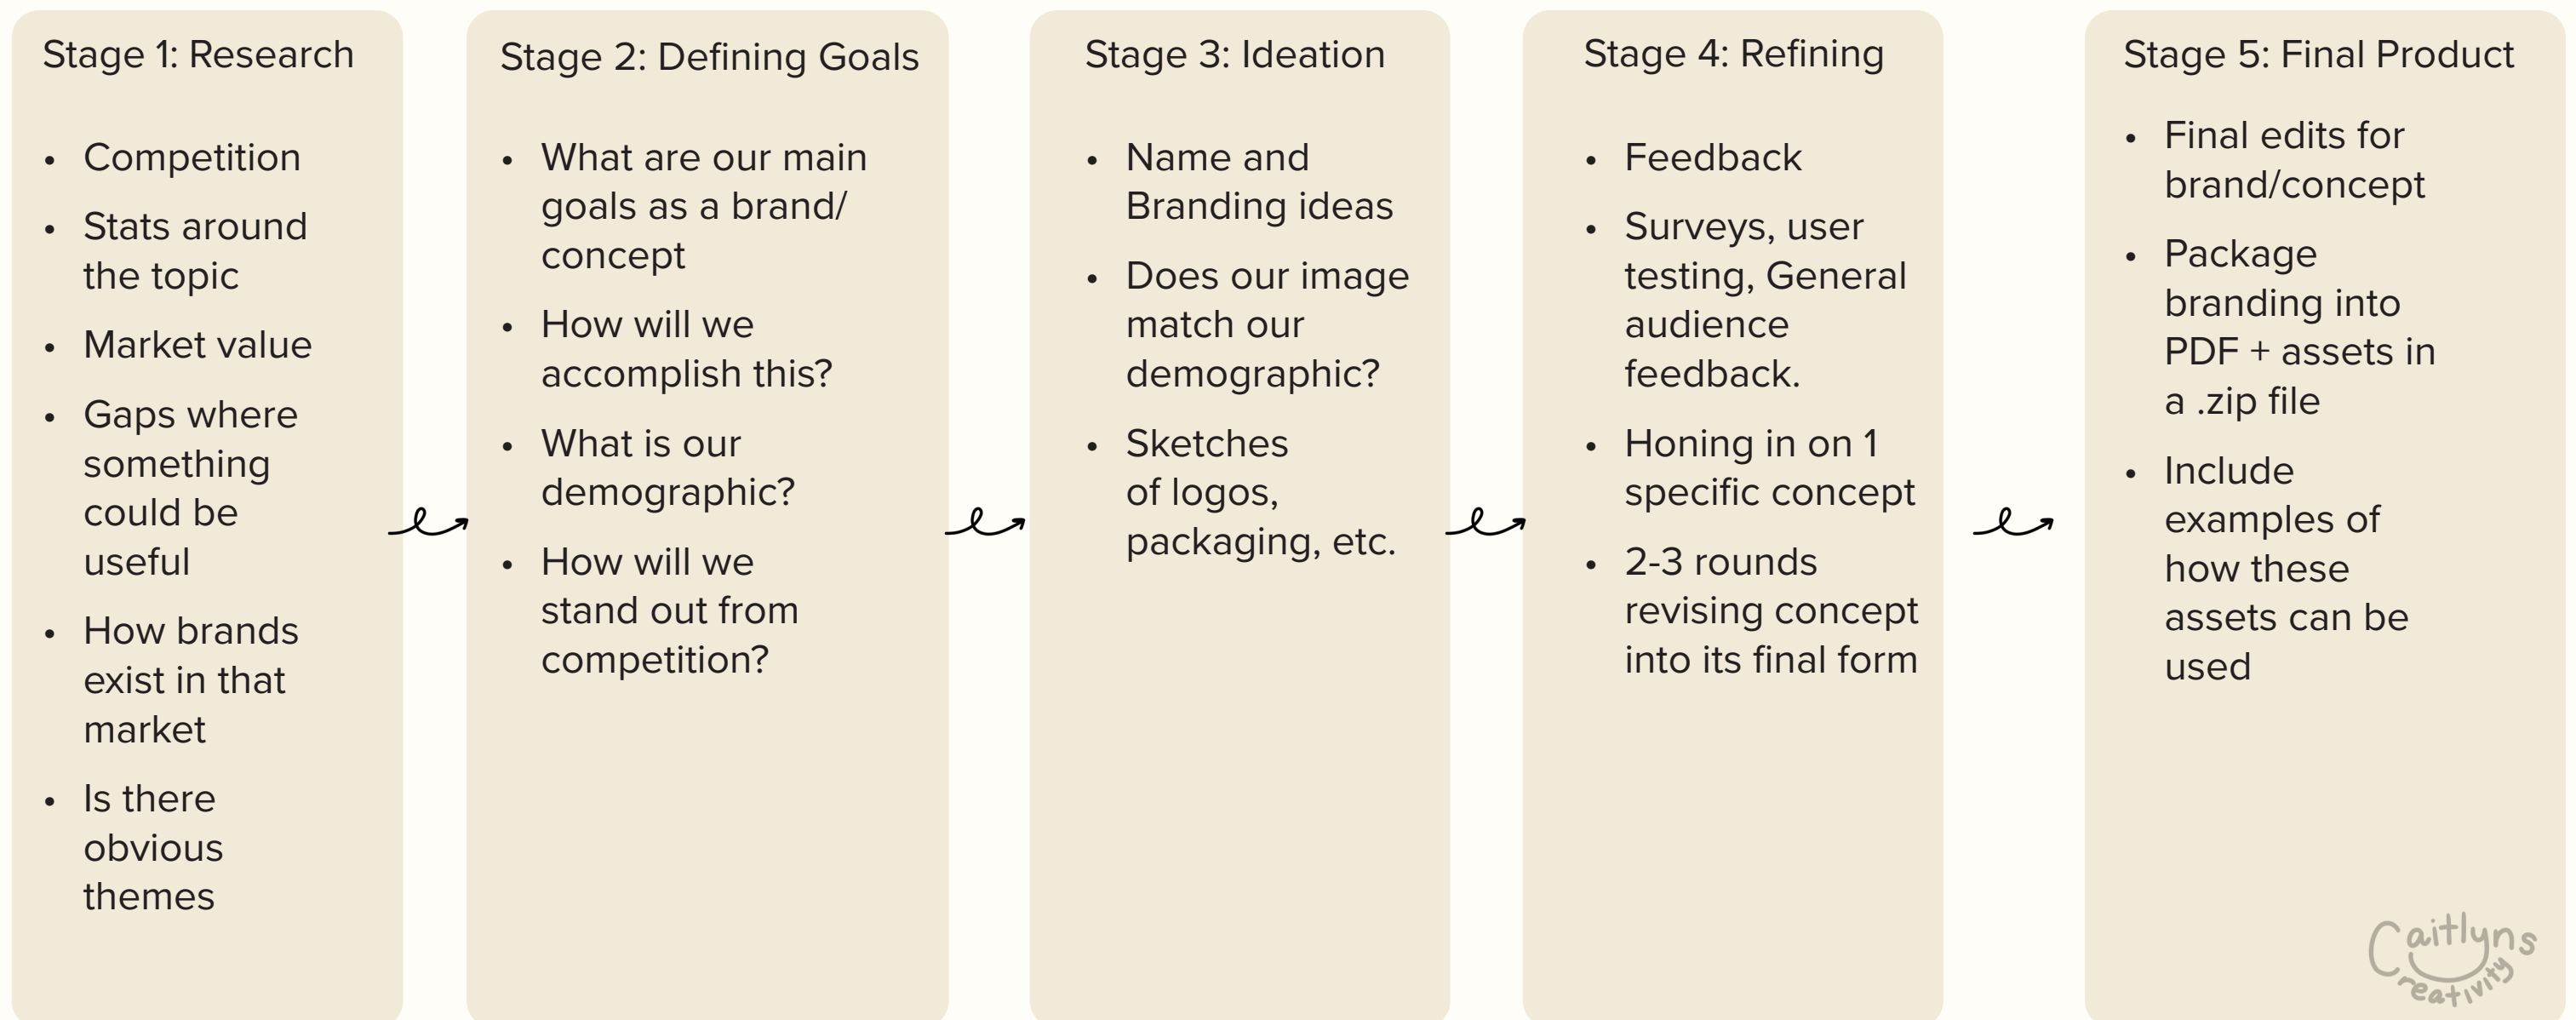 Stage 1: Research
• Competition
• Stats around
the topic
• Market value
• Gaps where
something
could be
useful
• How brands
exist in that
market
• Is there
obvious
themes
Stage 2: Defining Goals
• What are our main
goals as a brand/
concept
• How will we
accomplish this?
• What is our
demographic?
• How will we
stand out from
competition?
Stage 3: Ideation
• Name and
Branding ideas
• Does our image
match our
demographic?
• Sketches
of logos,
packaging, etc.
Stage 4: Refining
• Feedback
• Surveys, user
testing, General
audience
feedback.
• Honing in on 1
specific concept
• 2-3 rounds
revising concept
into its final form
Stage 5: Final Product
• Final edits for
brand/concept
• Package
branding into
PDF + assets in
a .zip file
• Include
examples of
how these
assets can be
used
Caitlyns
Creativity